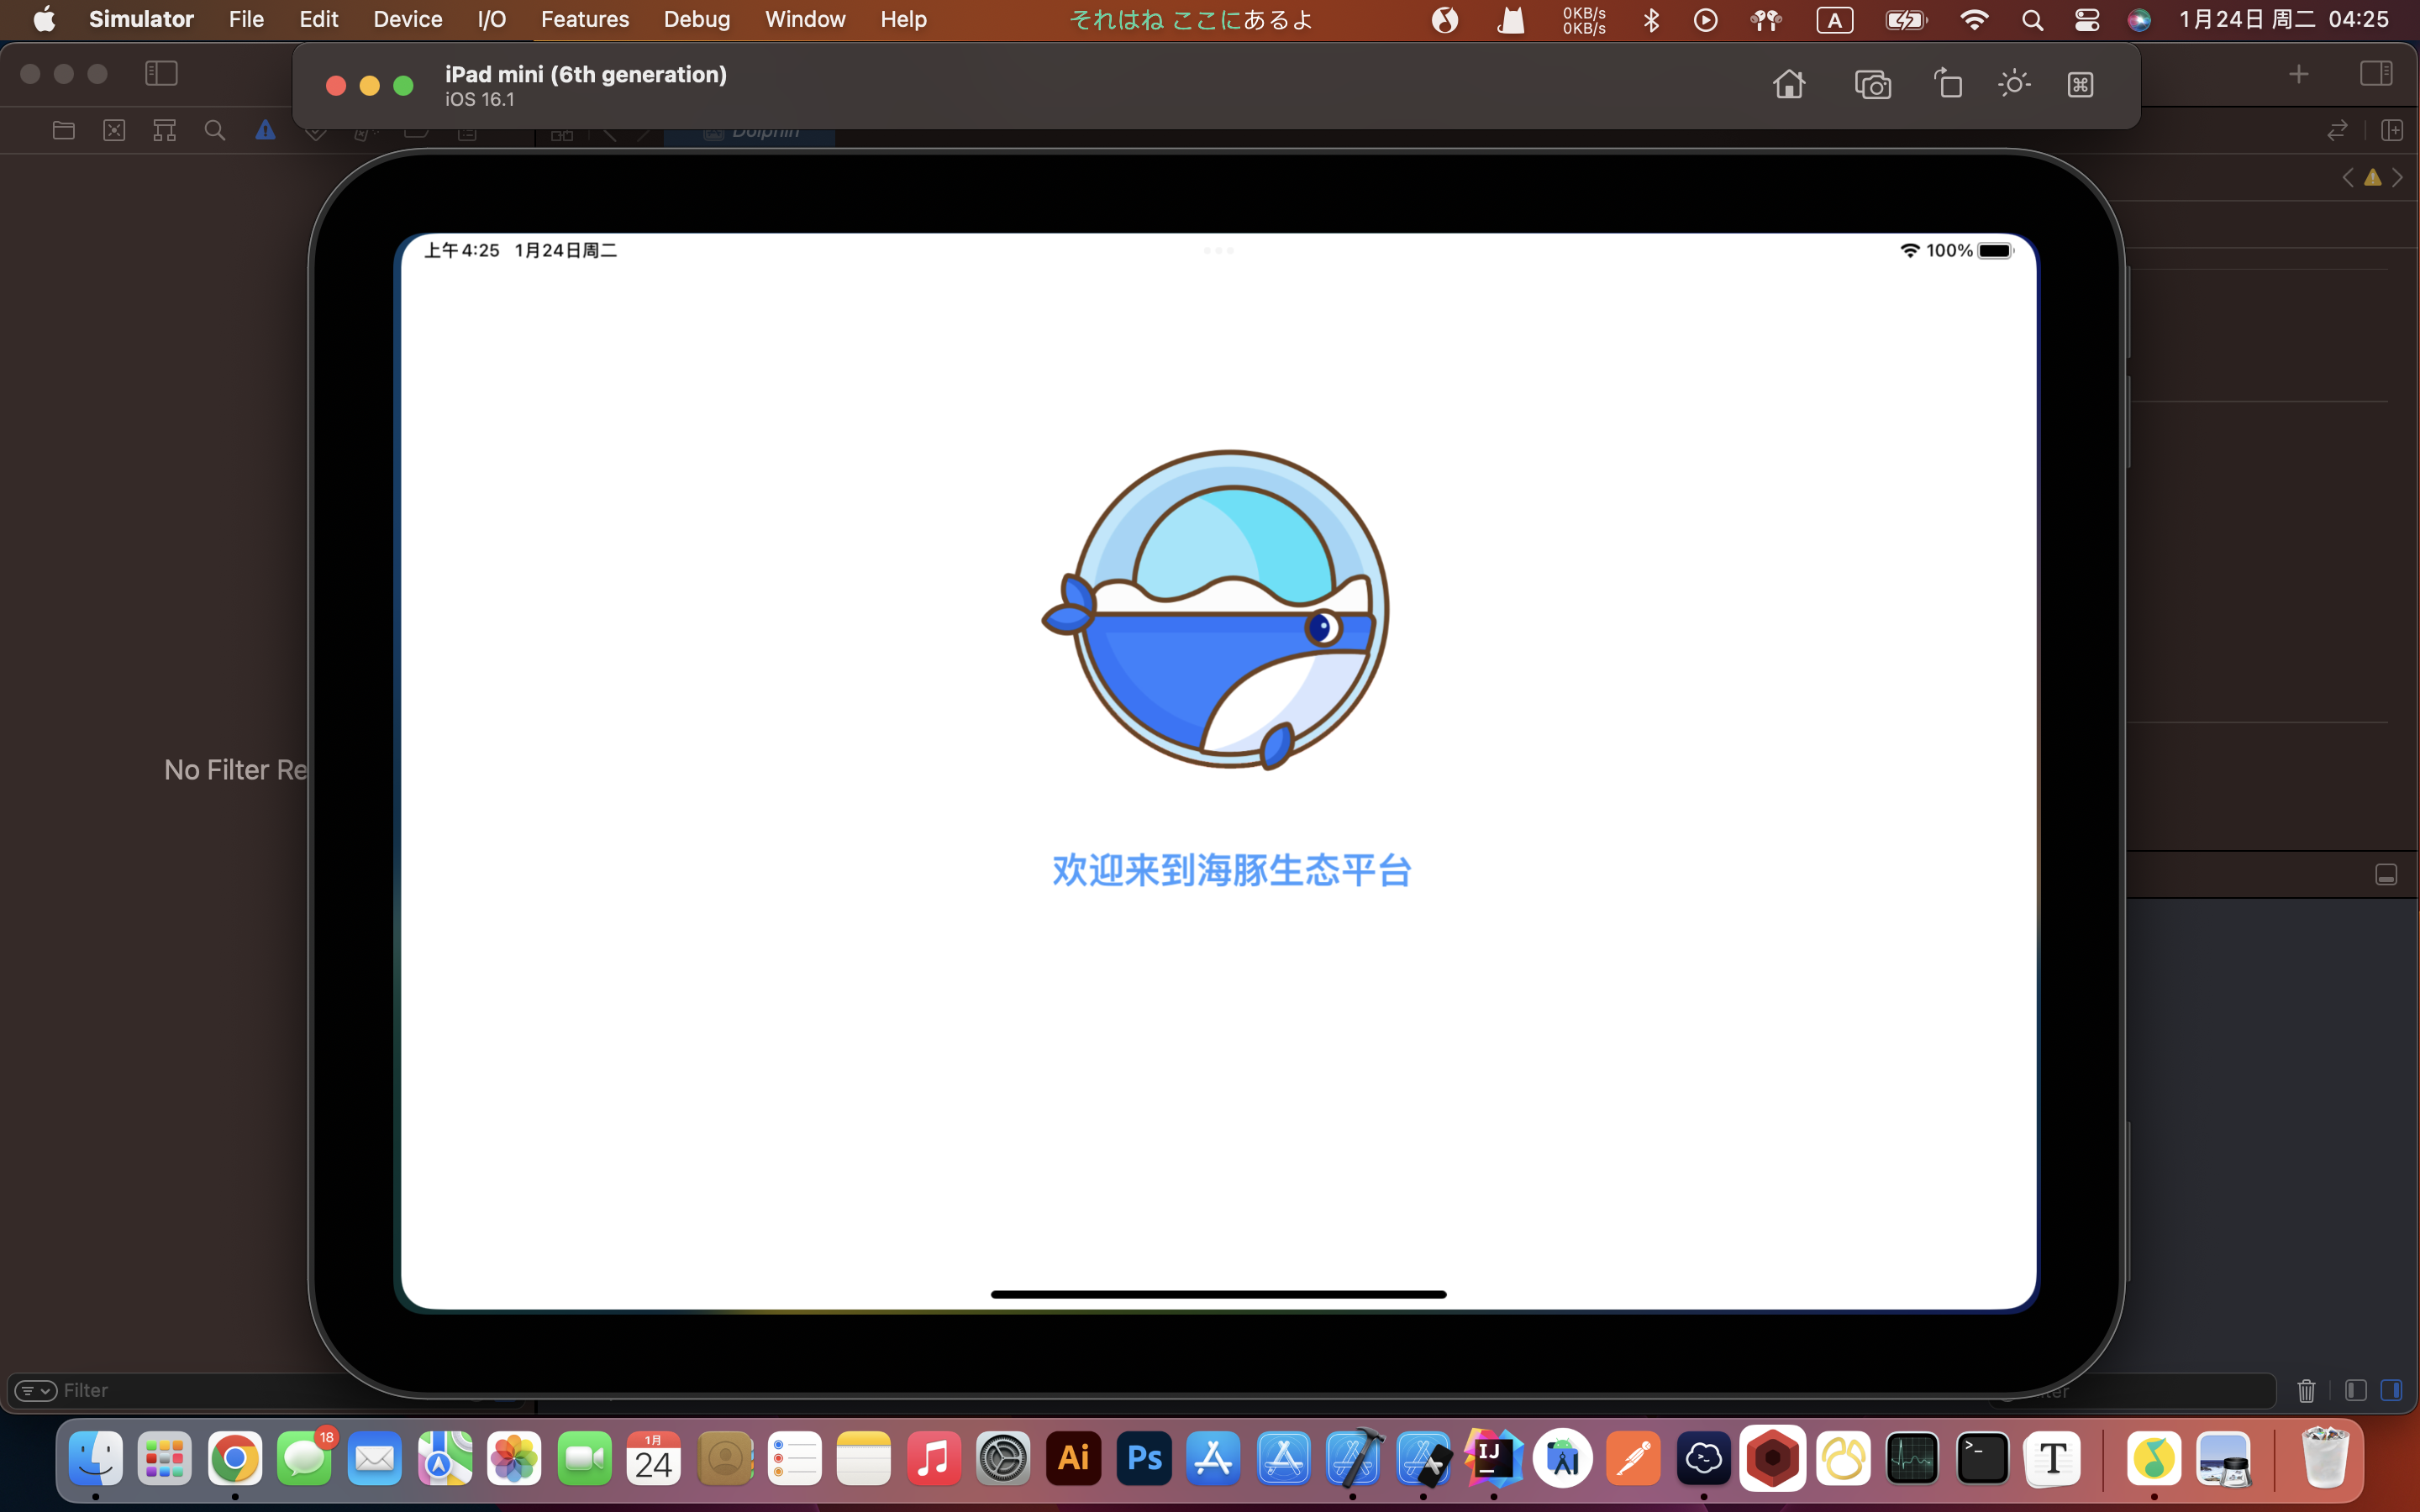 Simulator File Edit Device I/O Features Debug Window Help それはね ここにあるよ 0KB/s 0KB/s A 1月24日 周二 04:25
iPad mini (6th generation)
iOS 16.1
Dolphin
上午4:25 1月24日周二 100%
No Filter Re
欢迎来到海豚生态平台
Filter
18
1月
24
Ai
Ps
IJ
T